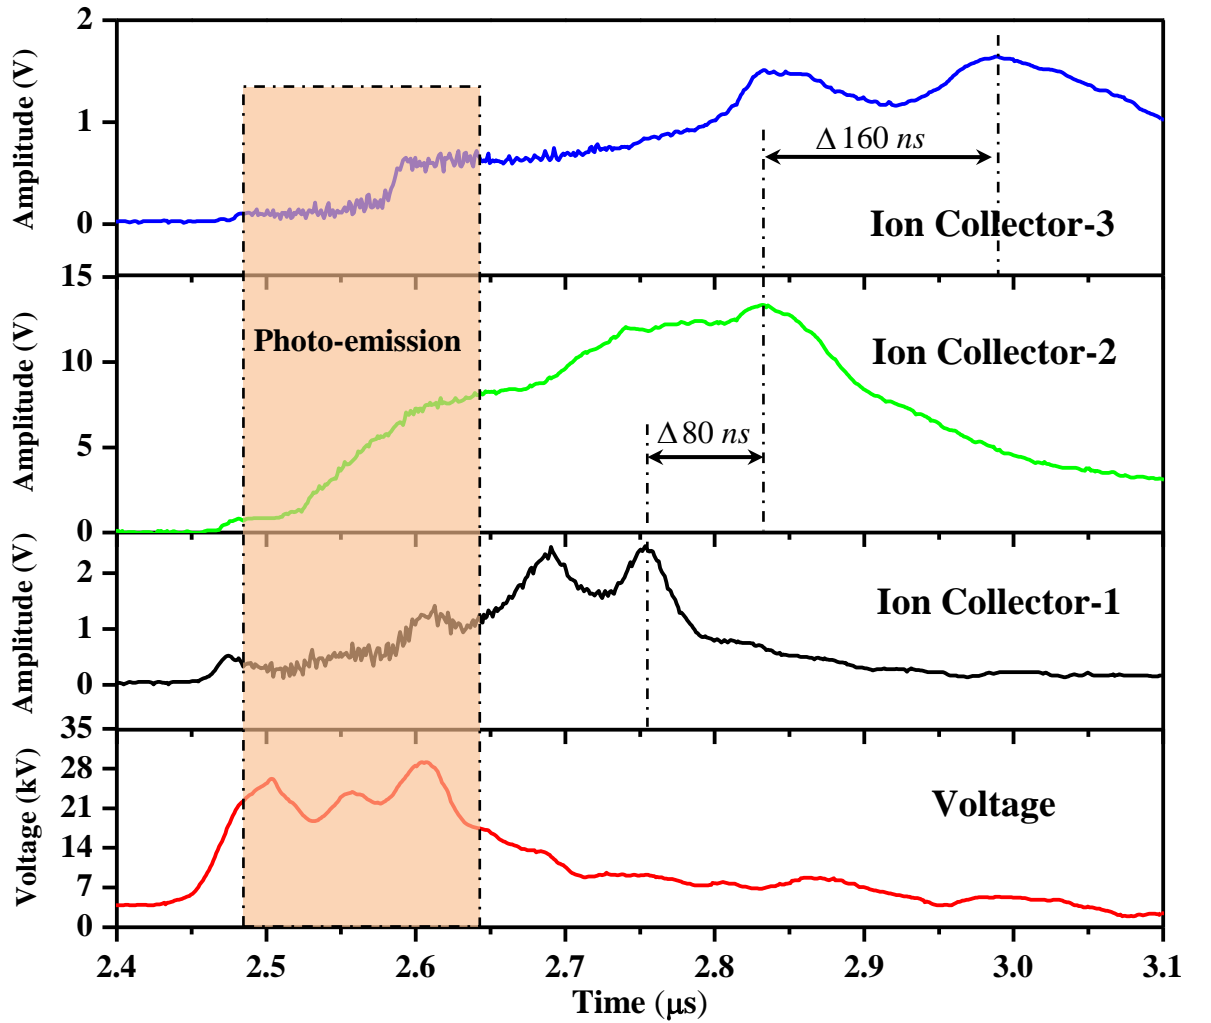 2
1
0
Amplitude (V)
Δ 160 ns
Ion Collector-3
15
10
5
0
Amplitude (V)
Photo-emission
Ion Collector-2
Δ 80 ns
2
1
0
Amplitude (V)
Ion Collector-1
35
28
21
14
7
0
Voltage (kV)
Voltage
2.4 2.5 2.6 2.7 2.8 2.9 3.0 3.1
Time (μs)